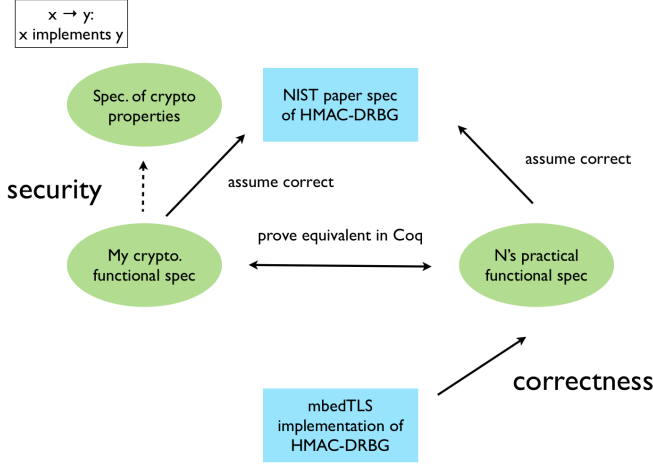 x → y:
x implements y
Spec. of crypto
properties
NIST paper spec
of HMAC-DRBG
assume correct
security
assume correct
prove equivalent in Coq
My crypto.
functional spec
N's practical
functional spec
correctness
mbedTLS
implementation of
HMAC-DRBG